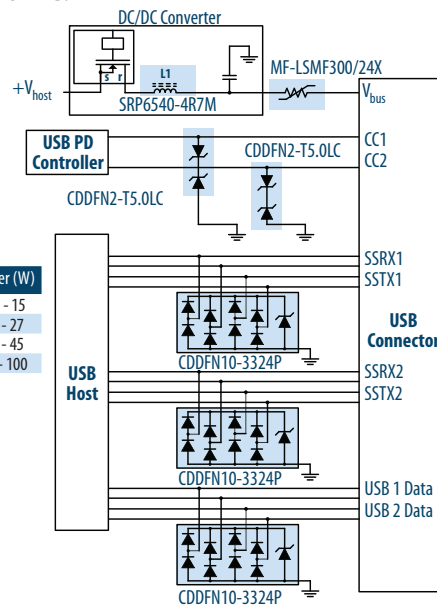 DC/DC Converter
s r
L1
SRP6540-4R7M
MF-LSMF300/24X
+Vhost
Vbus
USB PD
Controller
CC1
CC2
CDDFN2-T5.0LC
CDDFN2-T5.0LC
USB
Host
USB
Connector
SSRX1
SSTX1
er (W)
- 15
- 27
- 45
- 100
CDDFN10-3324P
SSRX2
SSTX2
CDDFN10-3324P
USB 1 Data
USB 2 Data
CDDFN10-3324P